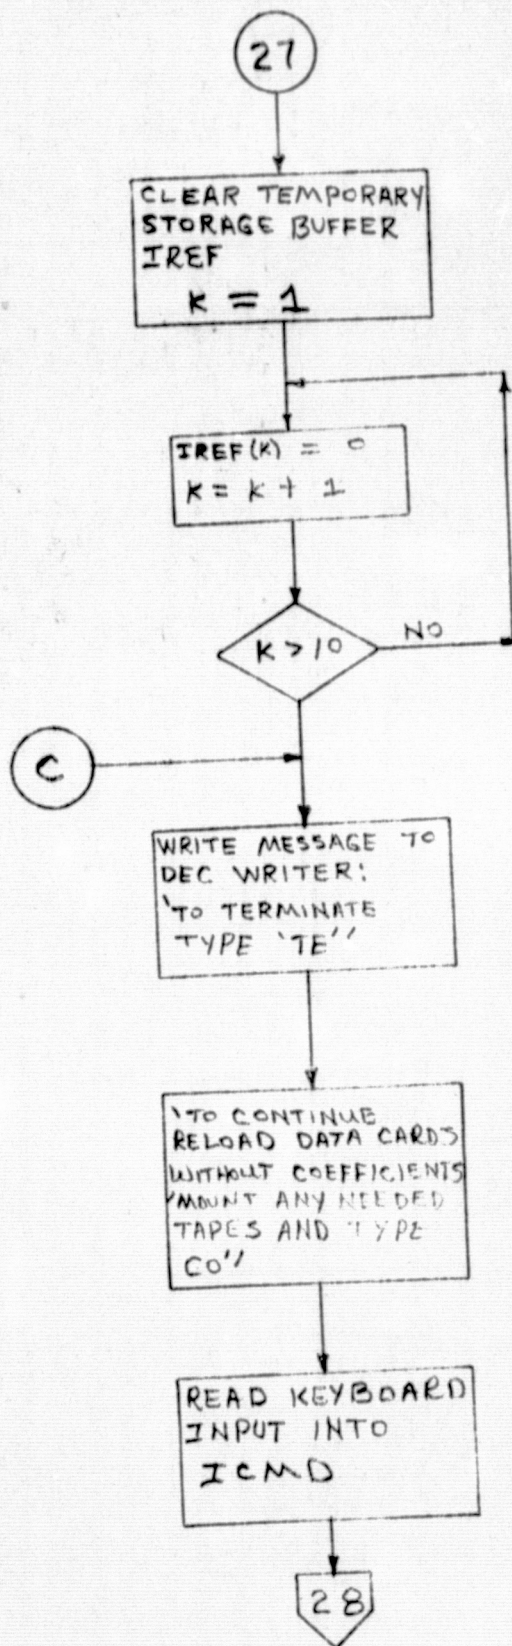 27
CLEAR TEMPORARY
STORAGE BUFFER
IREF
K = 1
IREF(K) = 0
K = K + 1
K > 10
NO
C
WRITE MESSAGE TO
DEC WRITER:
'TO TERMINATE
TYPE 'TE''
'TO CONTINUE
RELOAD DATA CARDS
WITHOUT COEFFICIENTS
'MOUNT ANY NEEDED
TAPES AND TYPE
CO''
READ KEYBOARD
INPUT INTO
ICMD
28